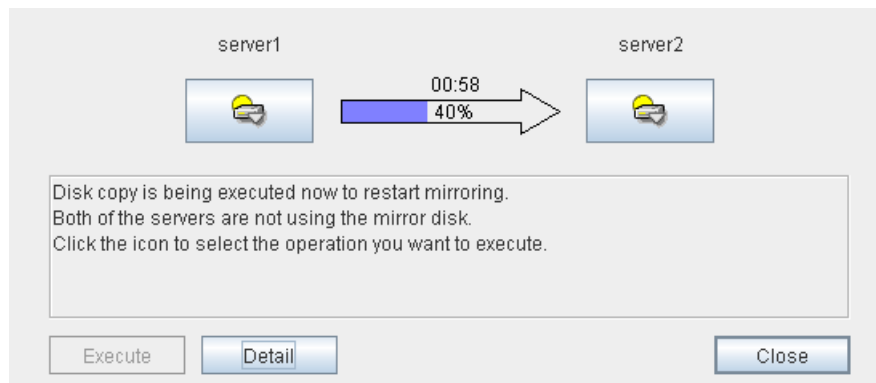 server1
server2
00:58
40%
Disk copy is being executed now to restart mirroring.
Both of the servers are not using the mirror disk.
Click the icon to select the operation you want to execute.
Execute
Detail
Close